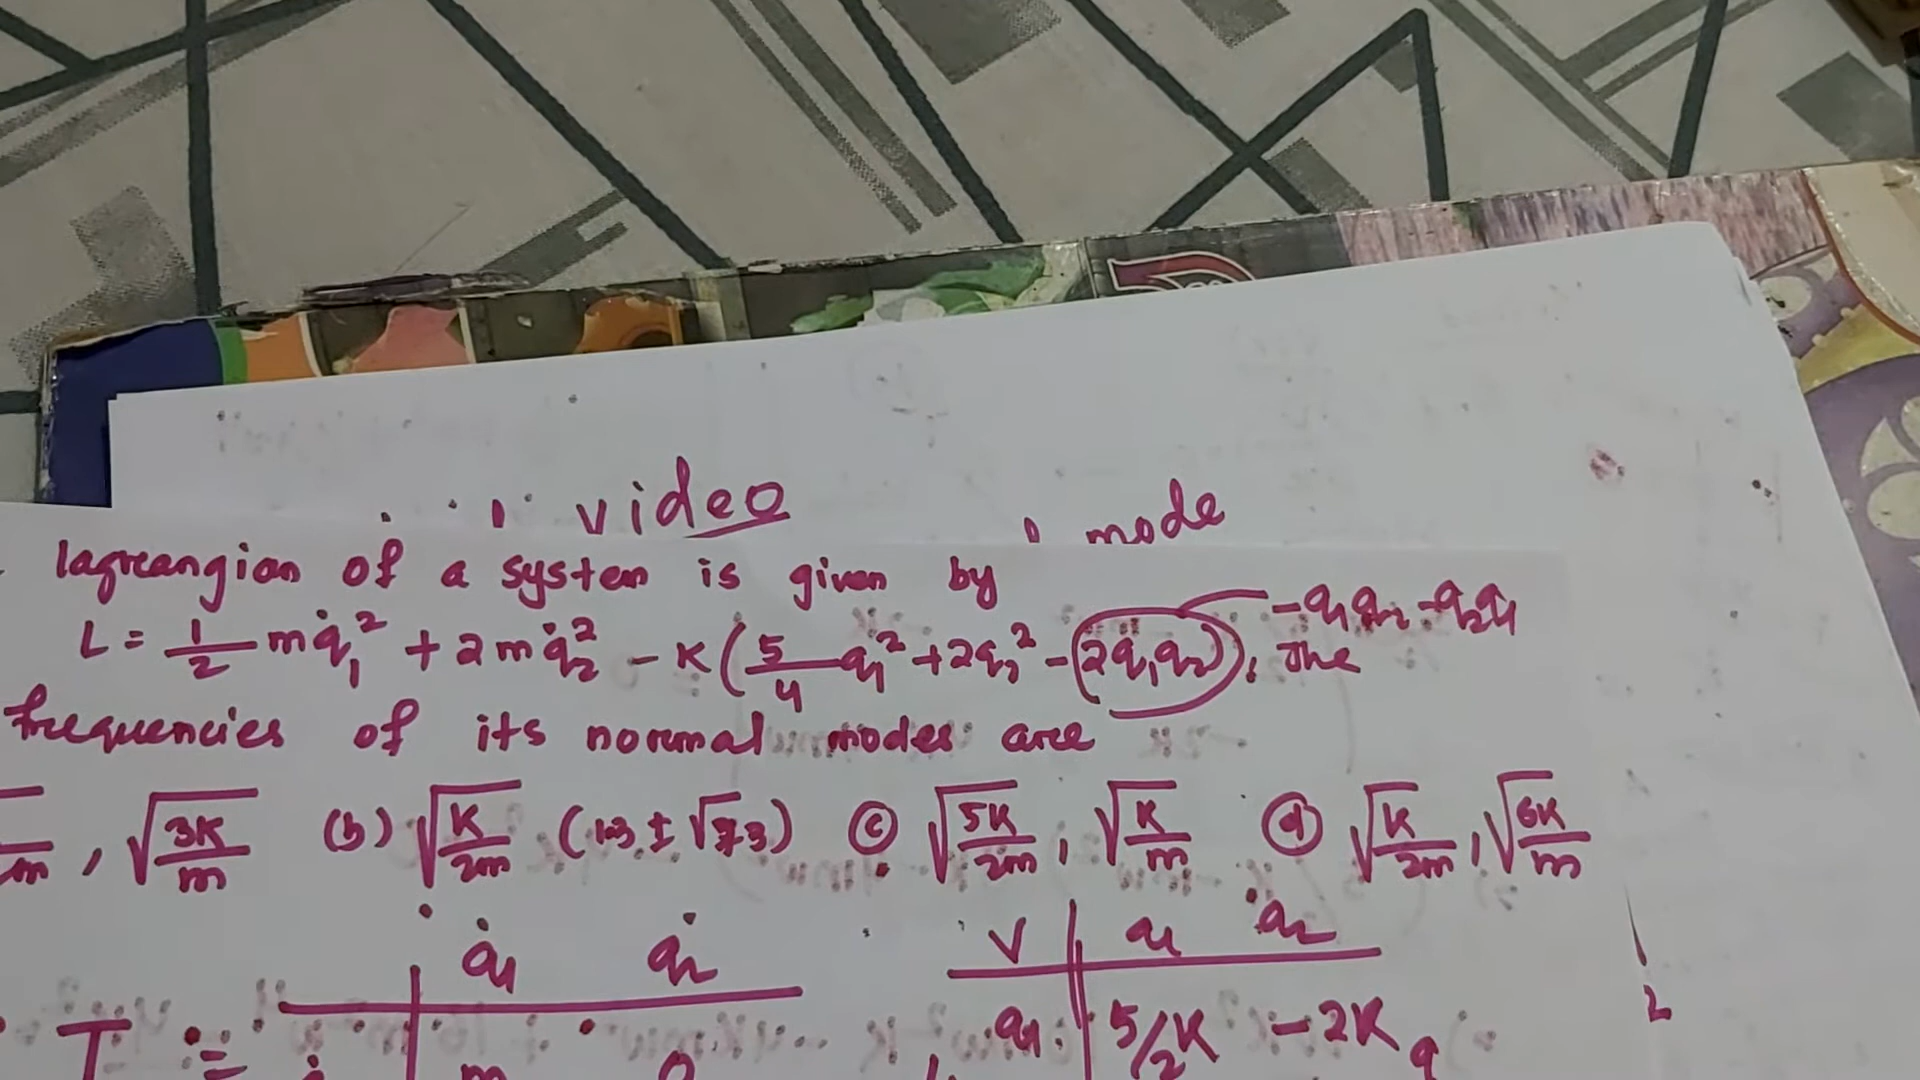 video
mode
lagreangian of a system is given by
L = 1/2 mq̇₁² + 2mq̇₂² - K(5/4 q₁² + 2q₂² - 2q₁q₂). The
-q₁q₂ - q₂q₁
frequencies of its normal modes are
√(3K/m) (b) √(K/2m) (13 ± √73) (c) √(5K/2m), √(K/m) (d) √(K/2m), √(6K/m)
q̇₁ q̇₂
V q₁ q₂
T = m 0
q₁ 5/2K -2K